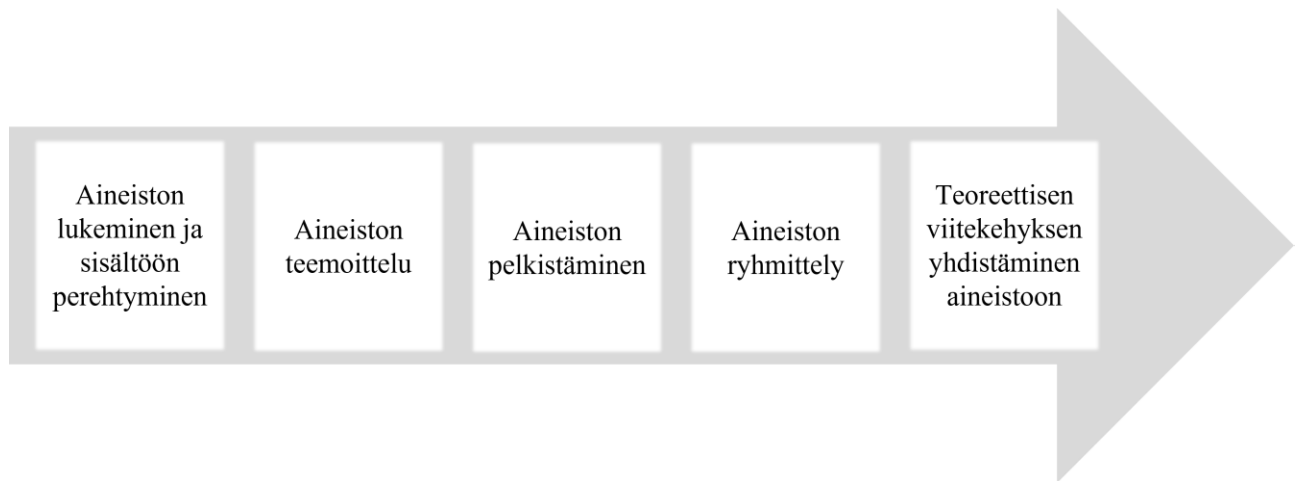 Aineiston
lukeminen ja
sisältöön
perehtyminen
Aineiston
teemoittelu
Aineiston
pelkistäminen
Aineiston
ryhmittely
Teoreettisen
viitekehyksen
yhdistäminen
aineistoon